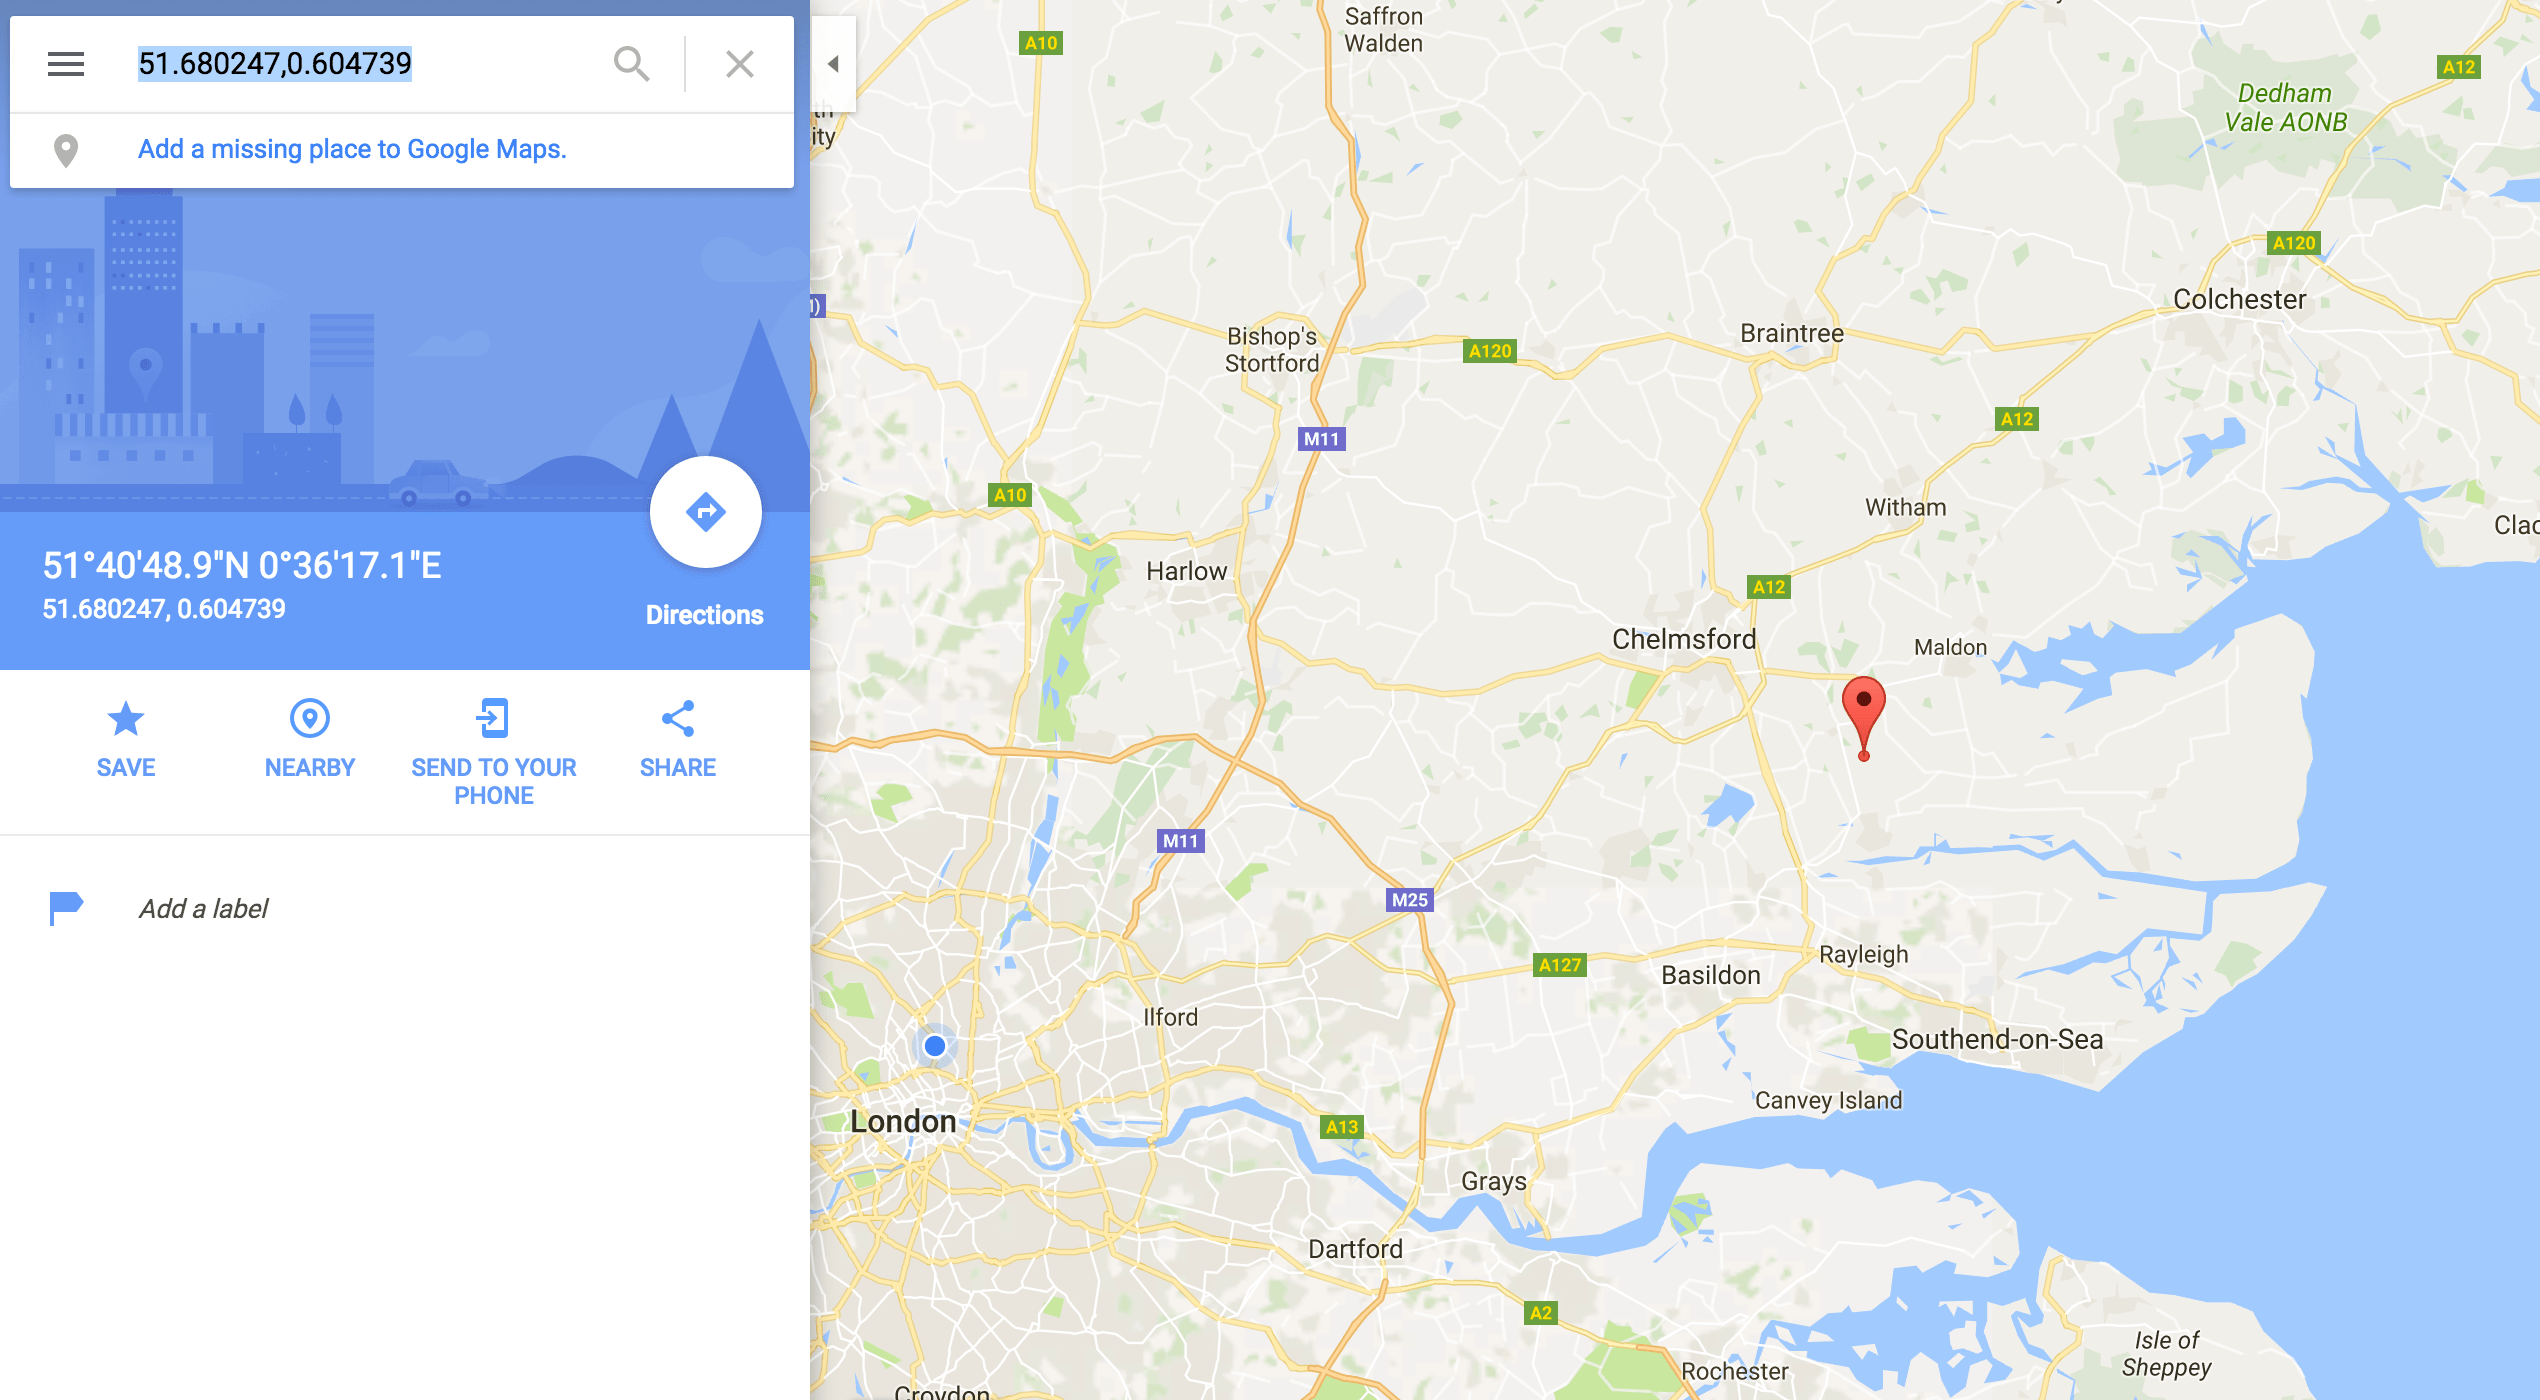 51.680247,0.604739
Add a missing place to Google Maps.
51°40'48.9"N 0°36'17.1"E
51.680247, 0.604739
Directions
SAVE
NEARBY
SEND TO YOUR
PHONE
SHARE
Add a label
Saffron
Walden
A10
A12
Dedham
Vale AONB
A120
Colchester
Bishop's
Stortford
A120
Braintree
A12
M11
A10
Witham
Harlow
A12
Chelmsford
Maldon
M11
M25
A127
Basildon
Rayleigh
Ilford
Southend-on-Sea
London
A13
Canvey Island
Grays
Dartford
A2
Rochester
Isle of
Sheppey
Croydon